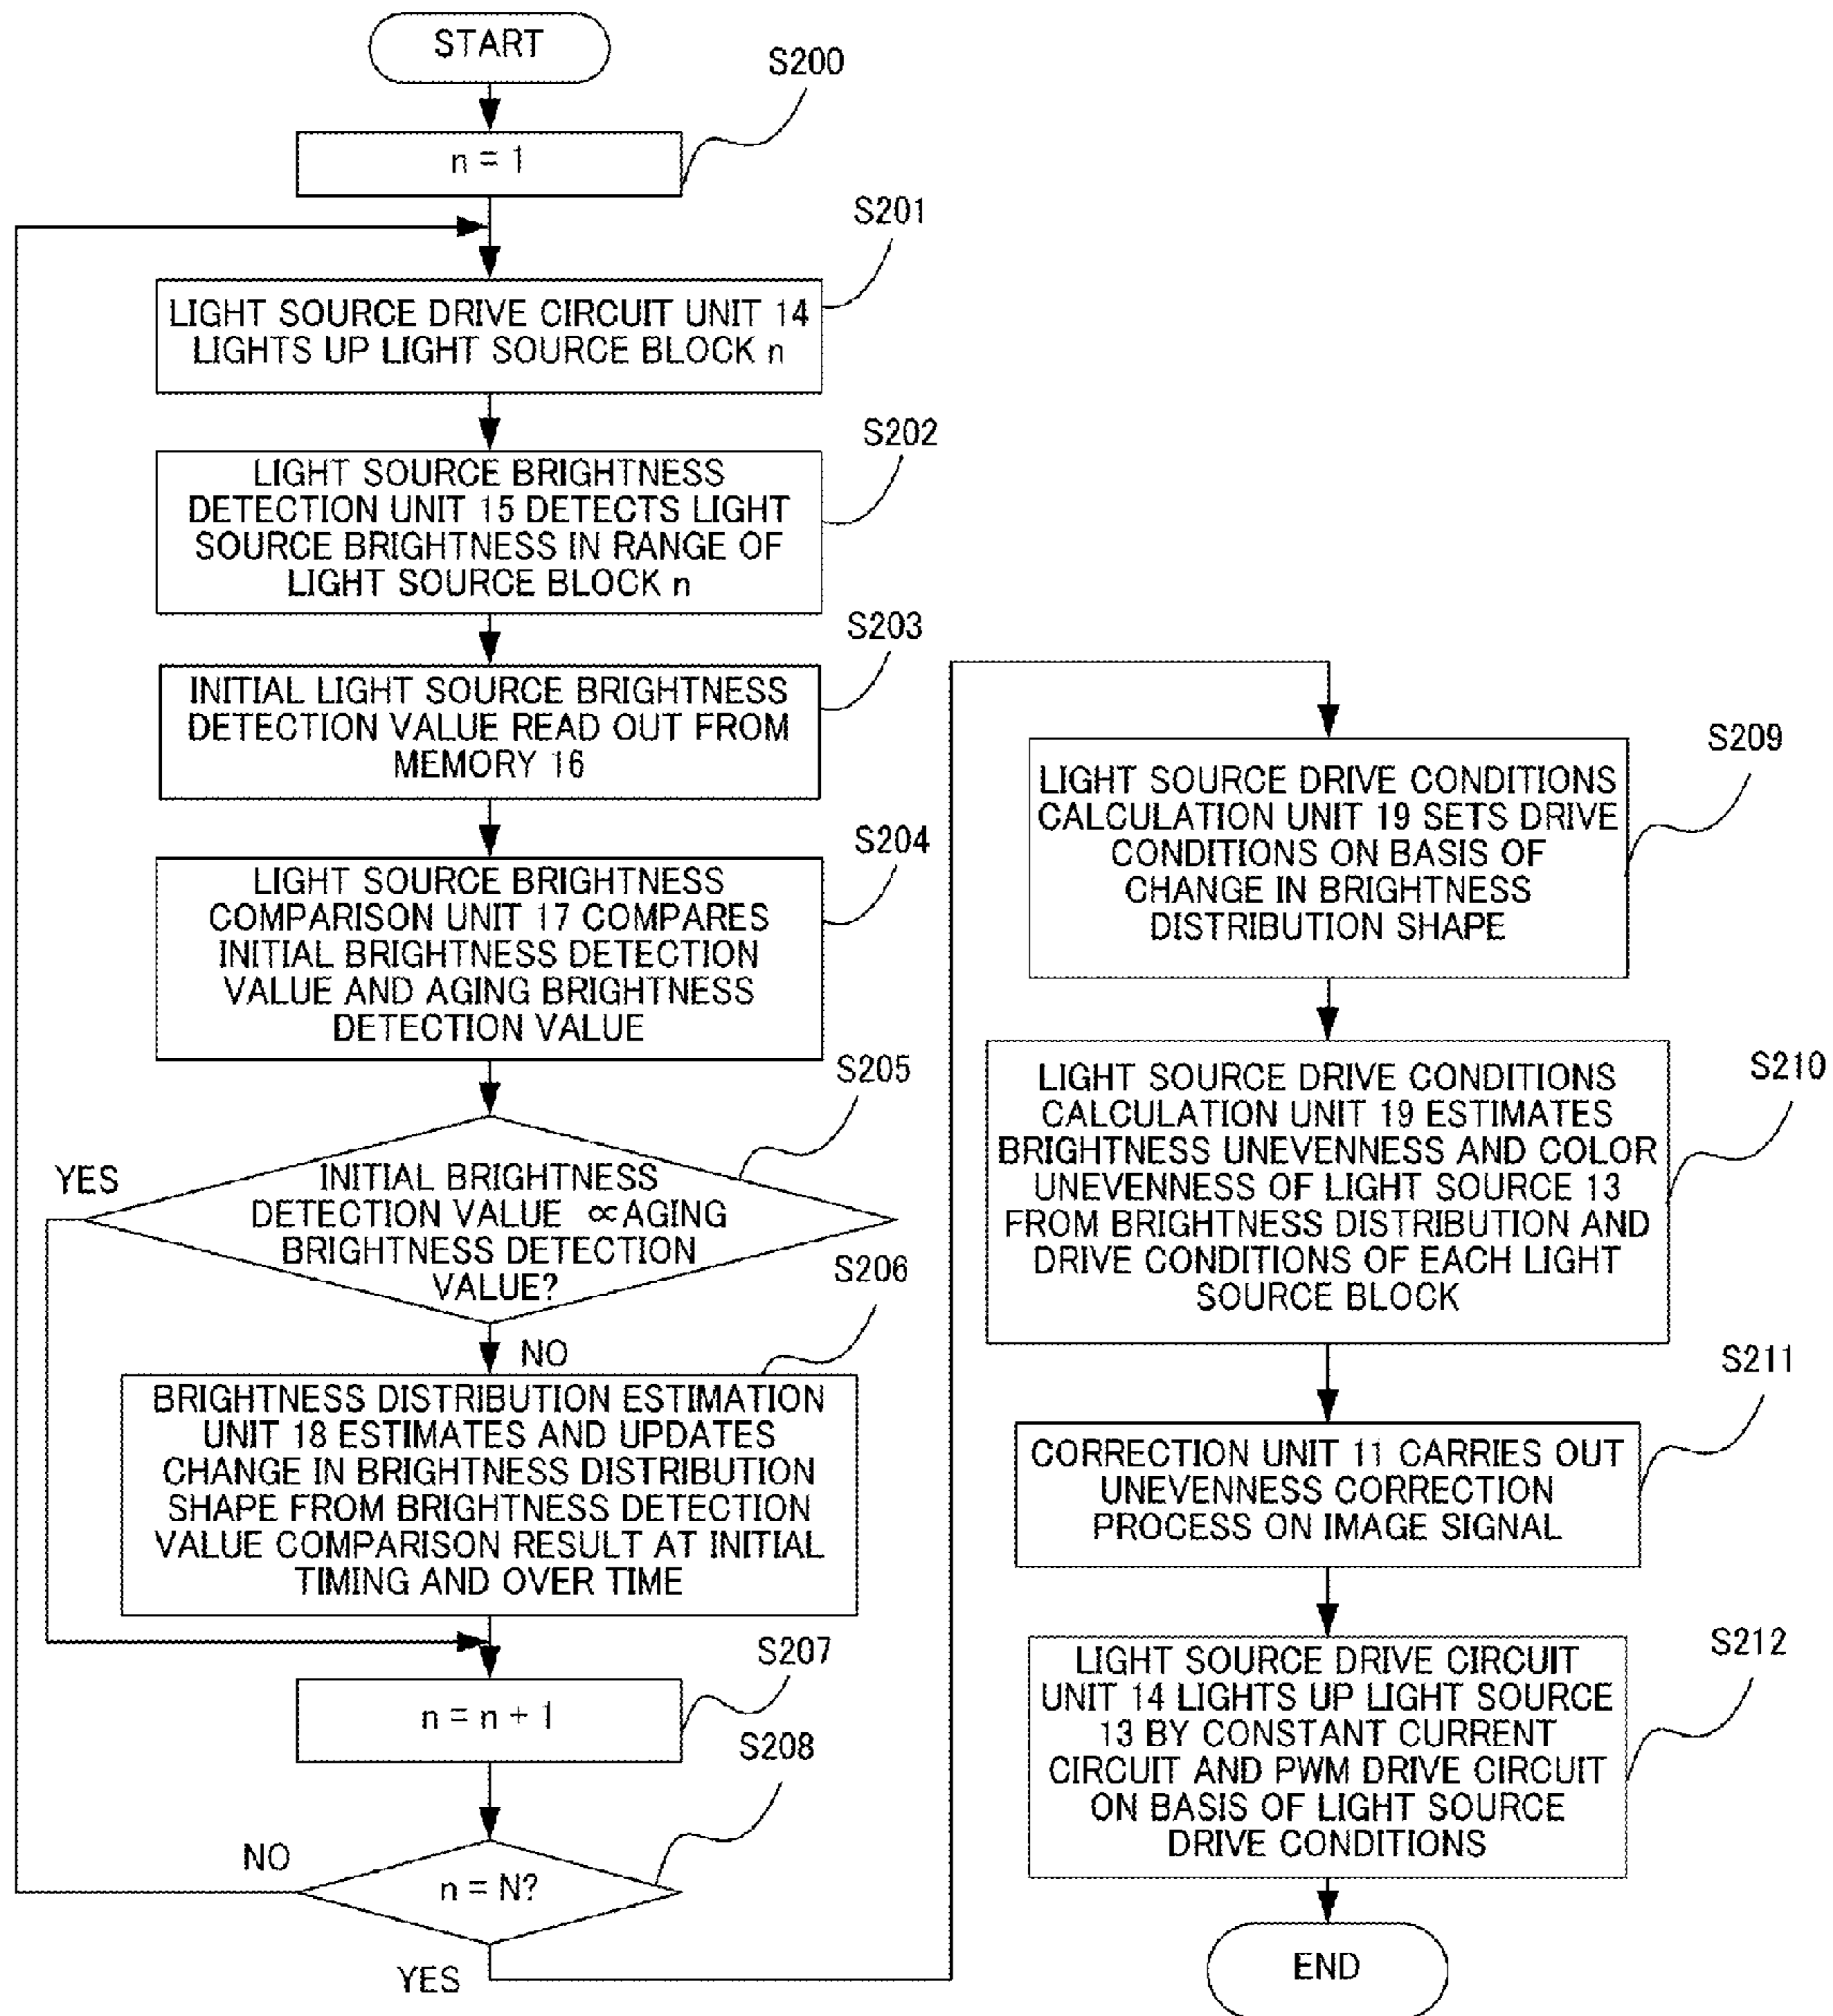 START
S200
n = 1
S201
LIGHT SOURCE DRIVE CIRCUIT UNIT 14
LIGHTS UP LIGHT SOURCE BLOCK n
S202
LIGHT SOURCE BRIGHTNESS
DETECTION UNIT 15 DETECTS LIGHT
SOURCE BRIGHTNESS IN RANGE OF
LIGHT SOURCE BLOCK n
S203
INITIAL LIGHT SOURCE BRIGHTNESS
DETECTION VALUE READ OUT FROM
MEMORY 16
S204
LIGHT SOURCE BRIGHTNESS
COMPARISON UNIT 17 COMPARES
INITIAL BRIGHTNESS DETECTION
VALUE AND AGING BRIGHTNESS
DETECTION VALUE
S205
YES
INITIAL BRIGHTNESS
DETECTION VALUE ∝AGING
BRIGHTNESS DETECTION
VALUE?
S206
NO
BRIGHTNESS DISTRIBUTION ESTIMATION
UNIT 18 ESTIMATES AND UPDATES
CHANGE IN BRIGHTNESS DISTRIBUTION
SHAPE FROM BRIGHTNESS DETECTION
VALUE COMPARISON RESULT AT INITIAL
TIMING AND OVER TIME
S207
n = n + 1
S208
NO
n = N?
YES
S209
LIGHT SOURCE DRIVE CONDITIONS
CALCULATION UNIT 19 SETS DRIVE
CONDITIONS ON BASIS OF
CHANGE IN BRIGHTNESS
DISTRIBUTION SHAPE
S210
LIGHT SOURCE DRIVE CONDITIONS
CALCULATION UNIT 19 ESTIMATES
BRIGHTNESS UNEVENNESS AND COLOR
UNEVENNESS OF LIGHT SOURCE 13
FROM BRIGHTNESS DISTRIBUTION AND
DRIVE CONDITIONS OF EACH LIGHT
SOURCE BLOCK
S211
CORRECTION UNIT 11 CARRIES OUT
UNEVENNESS CORRECTION
PROCESS ON IMAGE SIGNAL
S212
LIGHT SOURCE DRIVE CIRCUIT
UNIT 14 LIGHTS UP LIGHT SOURCE
13 BY CONSTANT CURRENT
CIRCUIT AND PWM DRIVE CIRCUIT
ON BASIS OF LIGHT SOURCE
DRIVE CONDITIONS
END